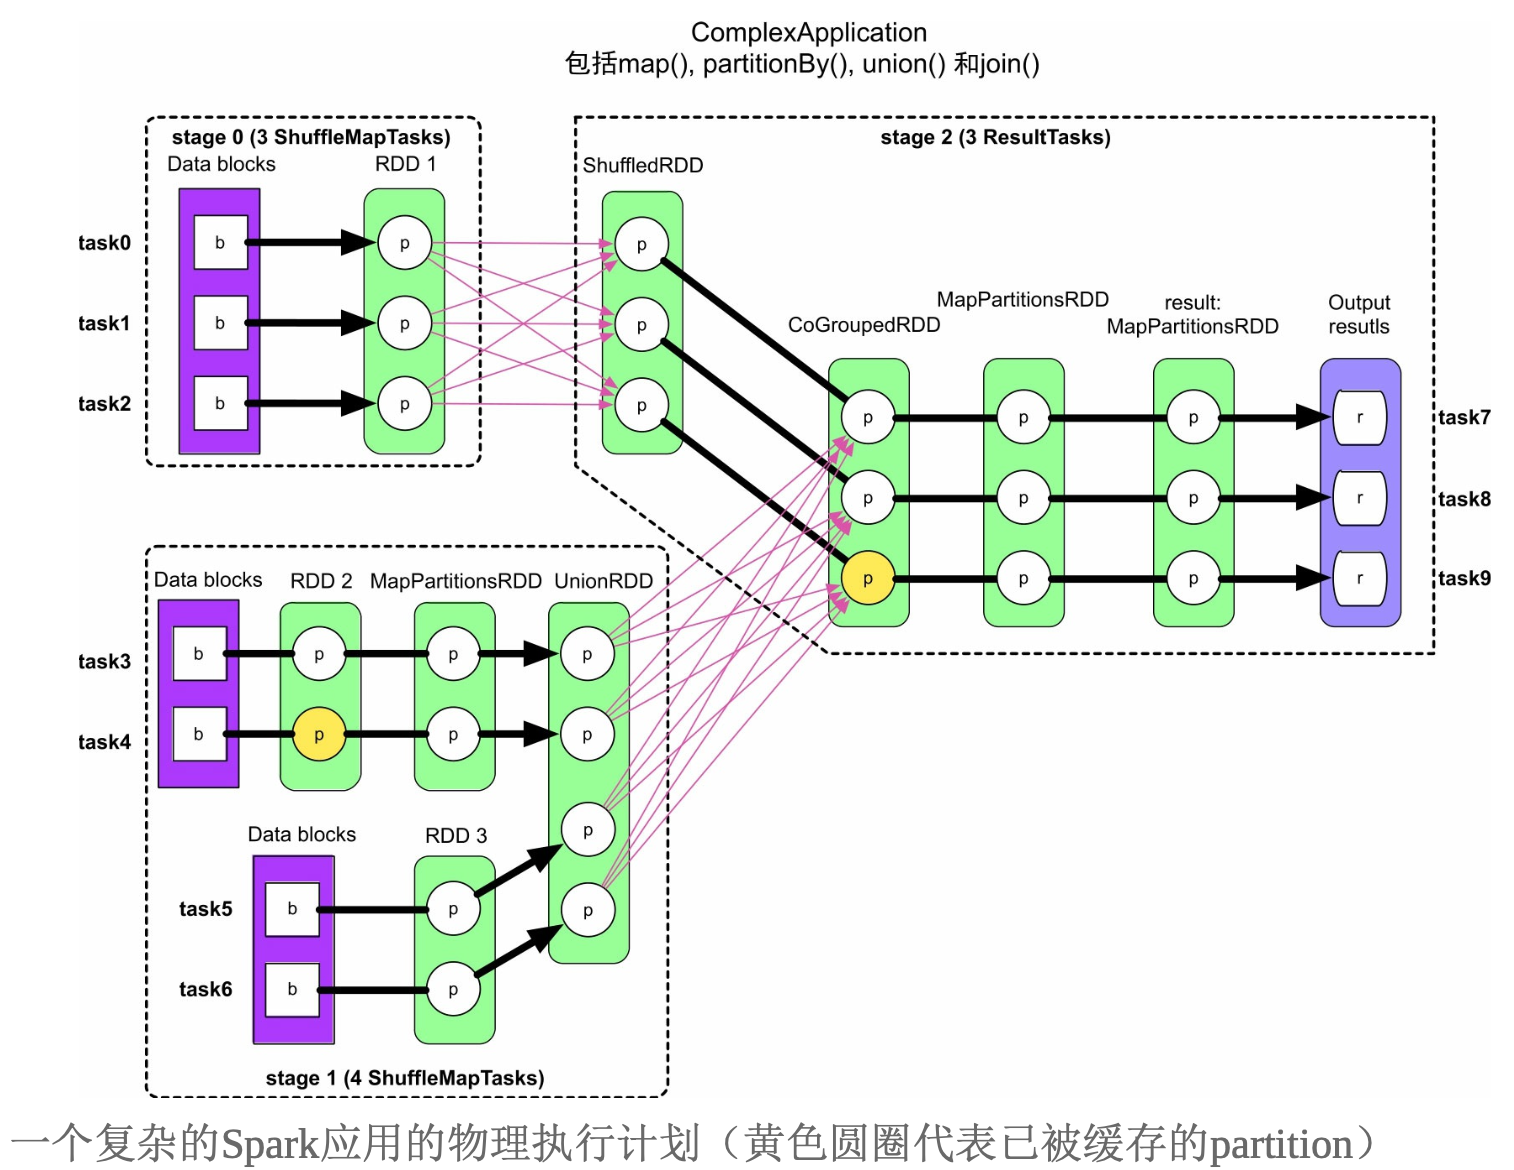 ComplexApplication
包括map(), partitionBy(), union() 和join()
stage 0 (3 ShuffleMapTasks)
Data blocks
RDD 1
task0
b
p
task1
b
p
task2
b
p
stage 2 (3 ResultTasks)
ShuffledRDD
p
p
p
CoGroupedRDD
MapPartitionsRDD
result:
MapPartitionsRDD
Output
resutls
p
p
p
r
task7
p
p
p
r
task8
p
p
p
r
task9
Data blocks
RDD 2
MapPartitionsRDD
UnionRDD
task3
b
p
p
p
task4
b
p
p
p
Data blocks
RDD 3
p
task5
b
p
p
task6
b
p
stage 1 (4 ShuffleMapTasks)
一个复杂的Spark应用的物理执行计划（黄色圆圈代表已被缓存的partition）